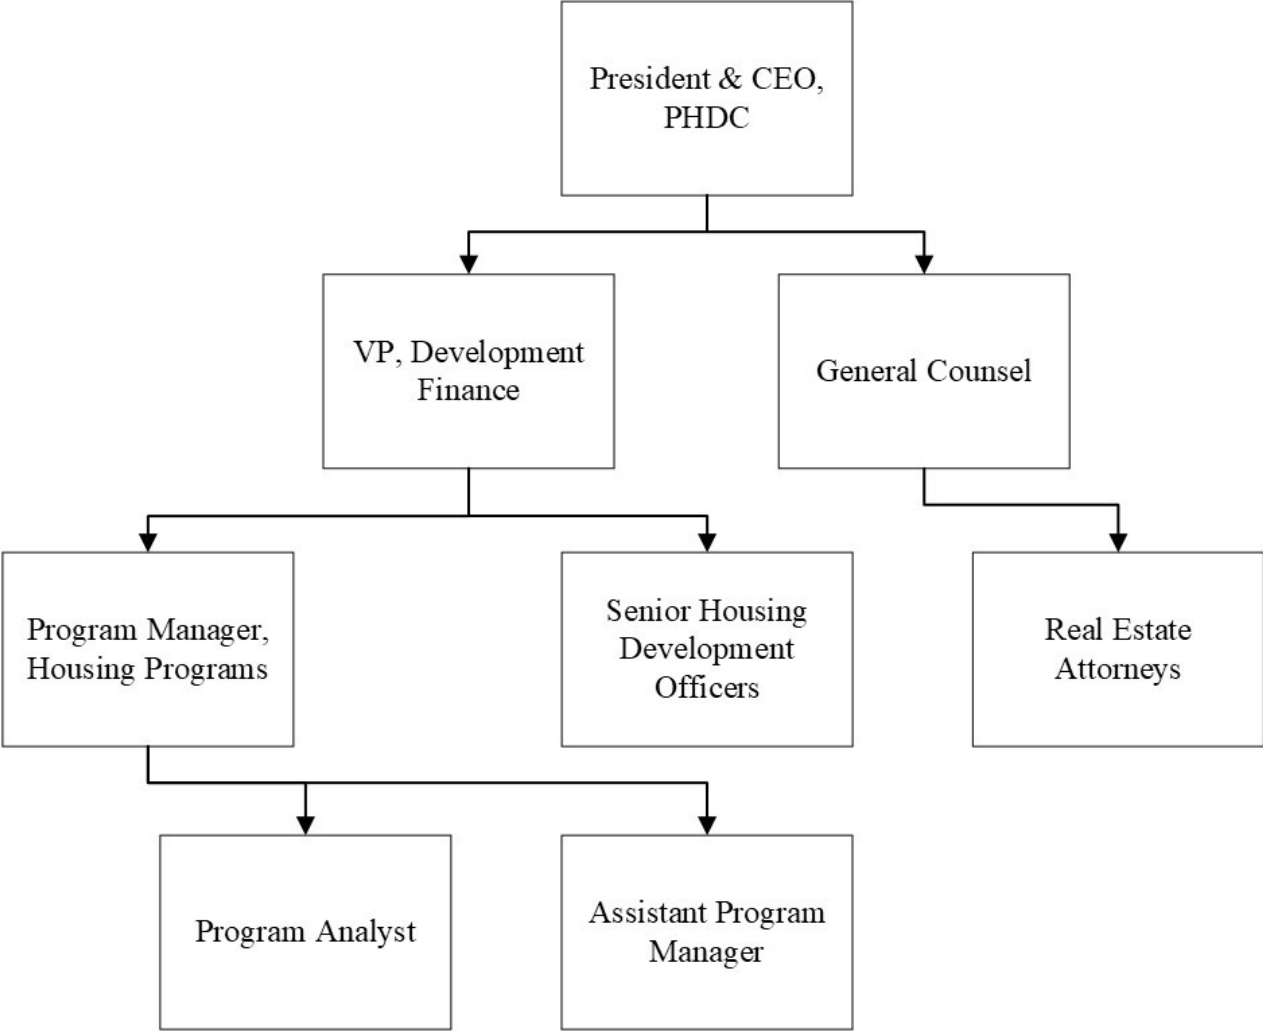 President & CEO,
PHDC
VP, Development
Finance
General Counsel
Program Manager,
Housing Programs
Senior Housing
Development
Officers
Real Estate
Attorneys
Program Analyst
Assistant Program
Manager